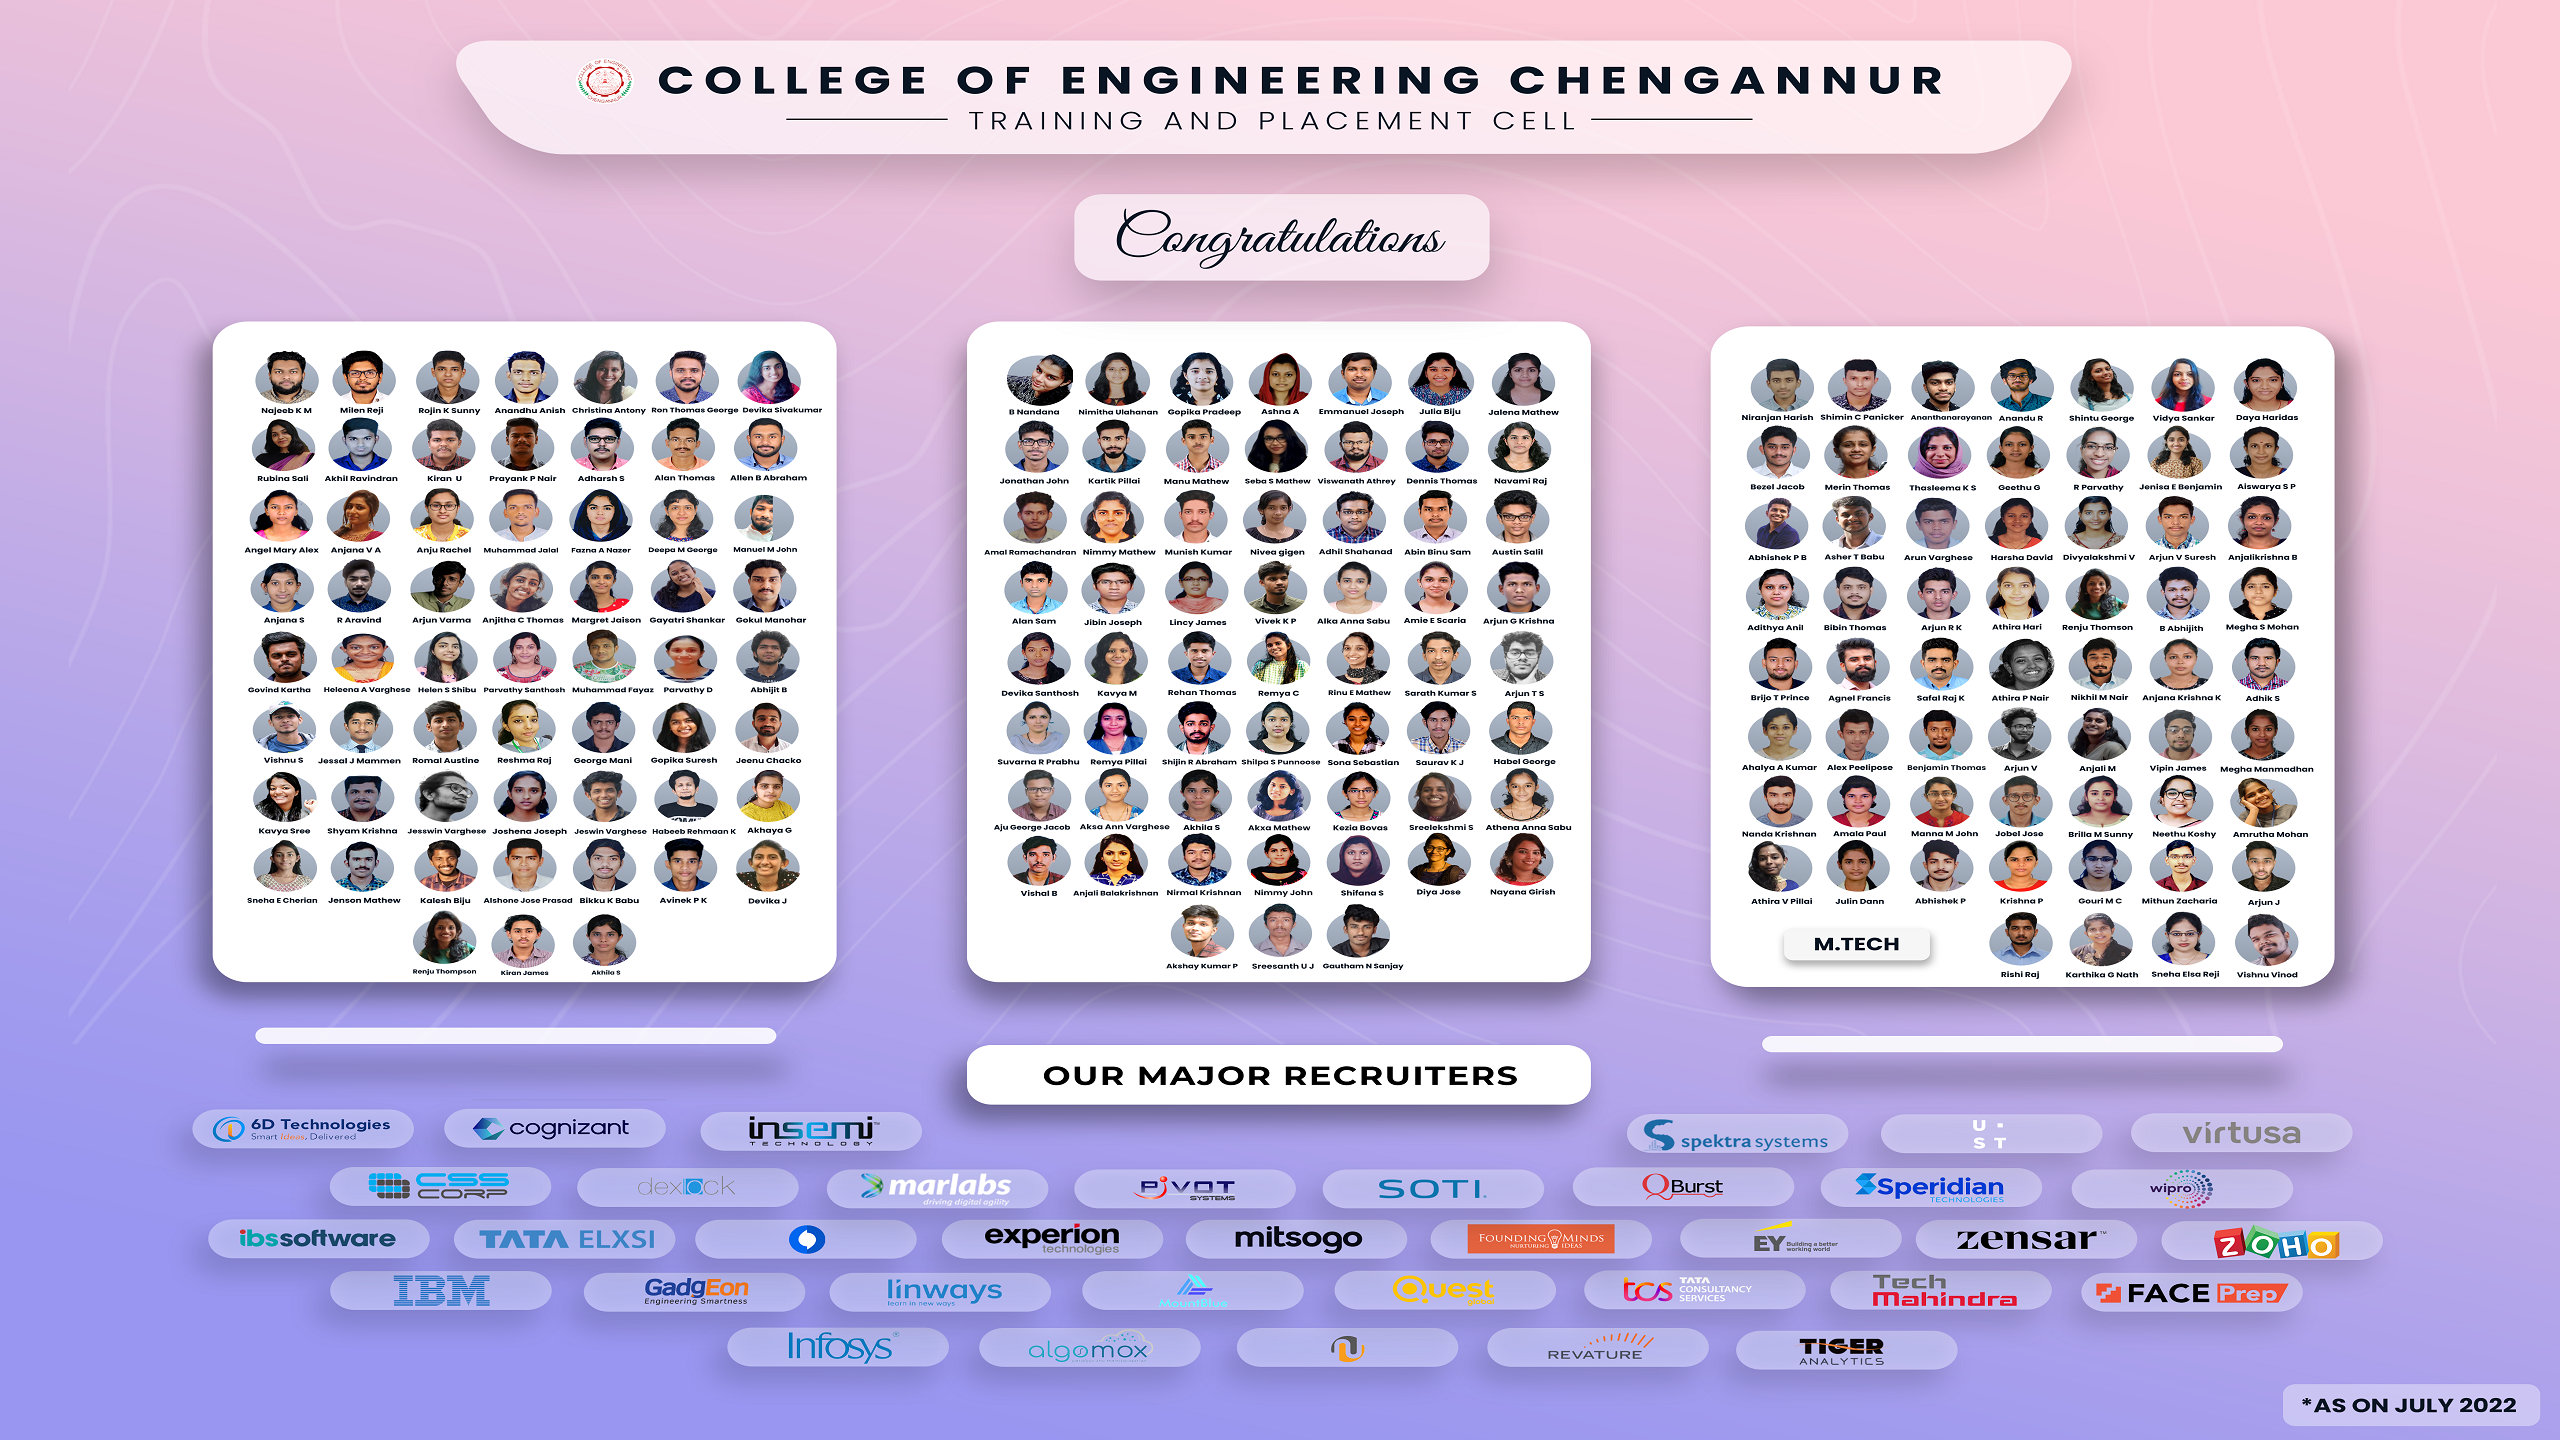 COLLEGE OF ENGINEERING CHENGANNUR
TRAINING AND PLACEMENT CELL
Congratulations
Najeeb K M Milen Reji Rojin K Sunny Anandhu Anish Christina Antony Ron Thomas George Devika Sivakumar
Rubina Sali Akhil Ravindran Kiran U Prayank P Nair Adharsh S Alan Thomas Allen B Abraham
Angel Mary Alex Anjana V A Anju Rachel Muhammad Jalal Fazna A Nazer Deepa M George Manuel M John
Anjana S R Aravind Arjun Varma Anjitha C Thomas Margret Jaison Gayatri Shankar Gokul Manohar
Govind Kartha Heleena A Varghese Helen S Shibu Parvathy Santhosh Muhammad Fayaz Parvathy D Abhijit B
Vishnu S Jessal J Mammen Romal Austine Reshma Raj George Mani Gopika Suresh Jeenu Chacko
Kavya Sree Shyam Krishna Jesswin Varghese Joshena Joseph Jeswin Varghese Habeeb Rehmaan K Akhaya G
Sneha E Cherian Jenson Mathew Kalesh Biju Alshone Jose Prasad Bikku K Babu Avinek P K Devika J
Renju Thompson Kiran James Akhila S
B Nandana Nimitha Ulahanan Gopika Pradeep Ashna A Emmanuel Joseph Julia Biju Jalena Mathew
Jonathan John Kartik Pillai Manu Mathew Seba S Mathew Viswanath Athrey Dennis Thomas Navami Raj
Amal Ramachandran Nimmy Mathew Munish Kumar Nivea gigen Adhil Shahanad Abin Binu Sam Austin Salil
Alan Sam Jibin Joseph Lincy James Vivek K P Alka Anna Sabu Amie E Scaria Arjun G Krishna
Devika Santhosh Kavya M Rehan Thomas Remya C Rinu E Mathew Sarath Kumar S Arjun T S
Suvarna R Prabhu Remya Pillai Shijin R Abraham Shilpa S Punnoose Sona Sebastian Saurav K J Habel George
Aju George Jacob Aksa Ann Varghese Akhila S Akxa Mathew Kezia Bovas Sreelekshmi S Athena Anna Sabu
Vishal B Anjali Balakrishnan Nirmal Krishnan Nimmy John Shifana S Diya Jose Nayana Girish
Akshay Kumar P Sreesanth U J Gautham N Sanjay
Niranjan Harish Shimin C Panicker Ananthanarayanan Anandu R Shintu George Vidya Sankar Daya Haridas
Bezel Jacob Merin Thomas Thasleema K S Geethu G R Parvathy Jenisa E Benjamin Aiswarya S P
Abhishek P B Asher T Babu Arun Varghese Harsha David Divyalakshmi V Arjun V Suresh Anjalikrishna B
Adithya Anil Bibin Thomas Arjun R K Athira Hari Renju Thomson B Abhijith Megha S Mohan
Brijo T Prince Agnel Francis Safal Raj K Athira P Nair Nikhil M Nair Anjana Krishna K Adhik S
Ahalya A Kumar Alex Peelipose Benjamin Thomas Arjun V Anjali M Vipin James Megha Manmadhan
Nanda Krishnan Amala Paul Manna M John Jobel Jose Brilla M Sunny Neethu Koshy Amrutha Mohan
Athira V Pillai Julin Dann Abhishek P Krishna P Gouri M C Mithun Zacharia Arjun J
M.TECH
Rishi Raj Karthika G Nath Sneha Elsa Reji Vishnu Vinod
OUR MAJOR RECRUITERS
6D Technologies
Smart Ideas, Delivered
cognizant
insemi
TECHNOLOGY
spektra systems
U ST
virtusa
CSS
CORP
dexlock
marlabs
driving digital agility
PIVOT
SYSTEMS
SOTI
QBurst
Speridian
TECHNOLOGIES
wipro
ibssoftware
TATA ELXSI
experion
technologies
mitsogo
FOUNDING MINDS
NURTURING IDEAS
EY Building a better
working world
zensar™
ZOHO
IBM
GadgEon
Engineering Smartness
linways
learn in new ways
MountBlue
Quest
tcs TATA
CONSULTANCY
SERVICES
Tech
Mahindra
FACE Prep
Infosys®
algomox
REVATURE
TIGER
ANALYTICS
*AS ON JULY 2022